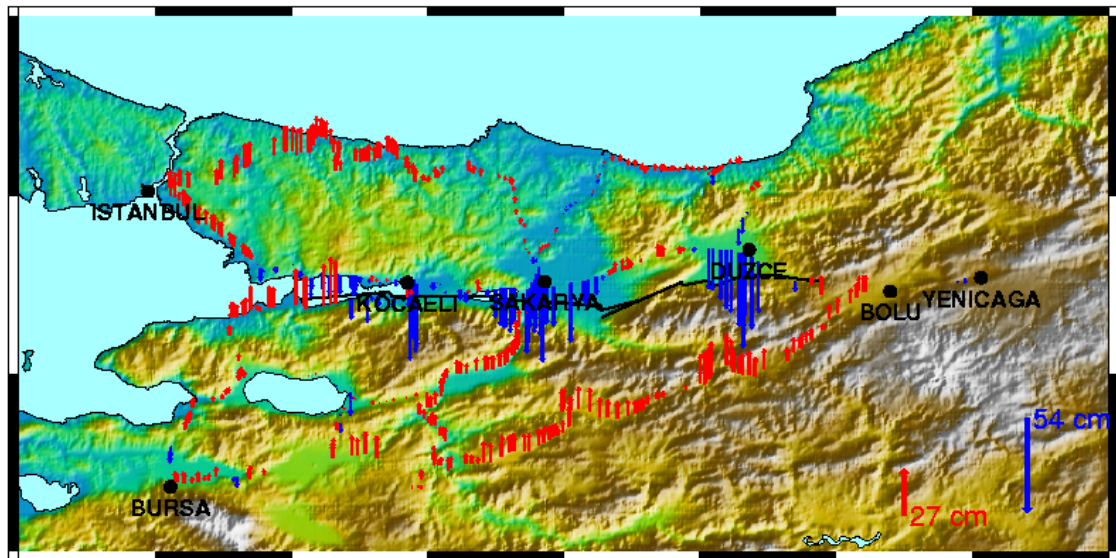 ISTANBUL
KOCAELI
SAKARYA
DUZCE
BOLU
YENICAGA
54 cm
27 cm
BURSA